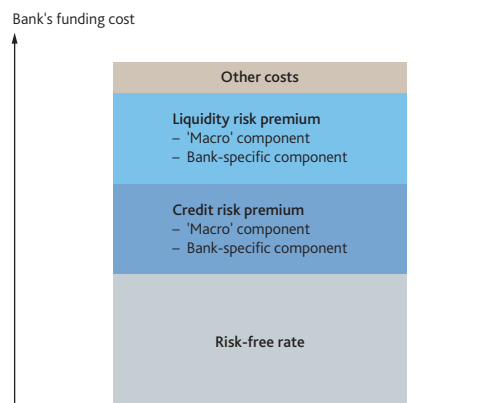 Bank's funding cost
Other costs
Liquidity risk premium
– 'Macro' component
– Bank-specific component
Credit risk premium
– 'Macro' component
– Bank-specific component
Risk-free rate